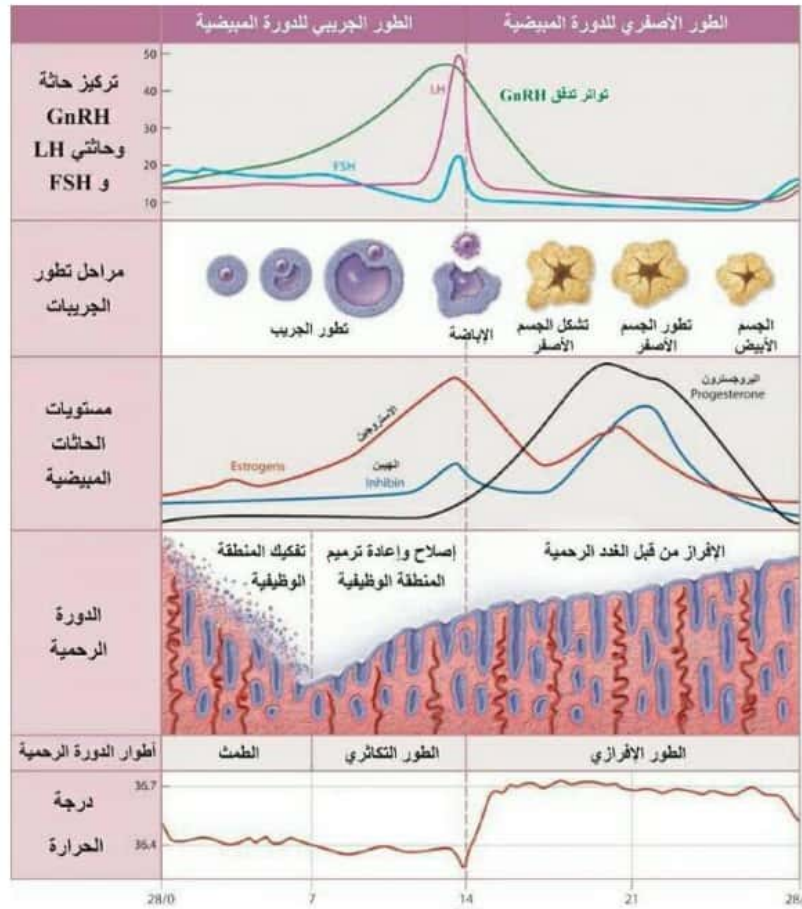 الطور الأصفري للدورة المبيضية
الطور الجريبي للدورة المبيضية
تركيز حاثة
GnRH
وحاثتي LH
و FSH
50
40
30
20
10
LH
FSH
تواتر تدفق GnRH
مراحل تطور
الجريبات
تطور الجريب
الإباضة
تشكل الجسم
الأصفر
تطور الجسم
الأصفر
الجسم
الأبيض
مستويات
الحاثات
المبيضية
الاستروجين
Estrogens
الهبين
Inhibin
البروجسترون
Progesterone
الدورة
الرحمية
تفكيك المنطقة
الوظيفية
إصلاح وإعادة ترميم
المنطقة الوظيفية
الإفراز من قبل الغدد الرحمية
أطوار الدورة الرحمية
الطمث
الطور التكاثري
الطور الإفرازي
درجة
الحرارة
36.7
36.4
28/0
7
14
21
28/